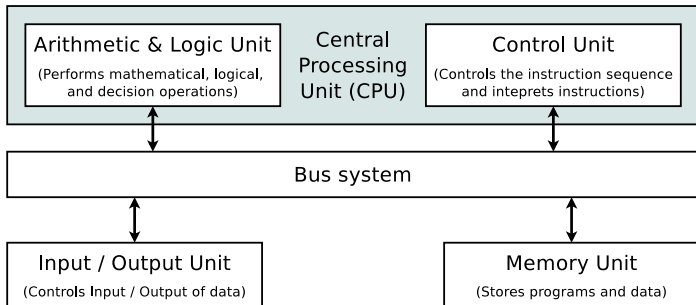 Arithmetic & Logic Unit
(Performs mathematical, logical,
and decision operations)
Central
Processing
Unit (CPU)
Control Unit
(Controls the instruction sequence
and inteprets instructions)
Bus system
Input / Output Unit
(Controls Input / Output of data)
Memory Unit
(Stores programs and data)